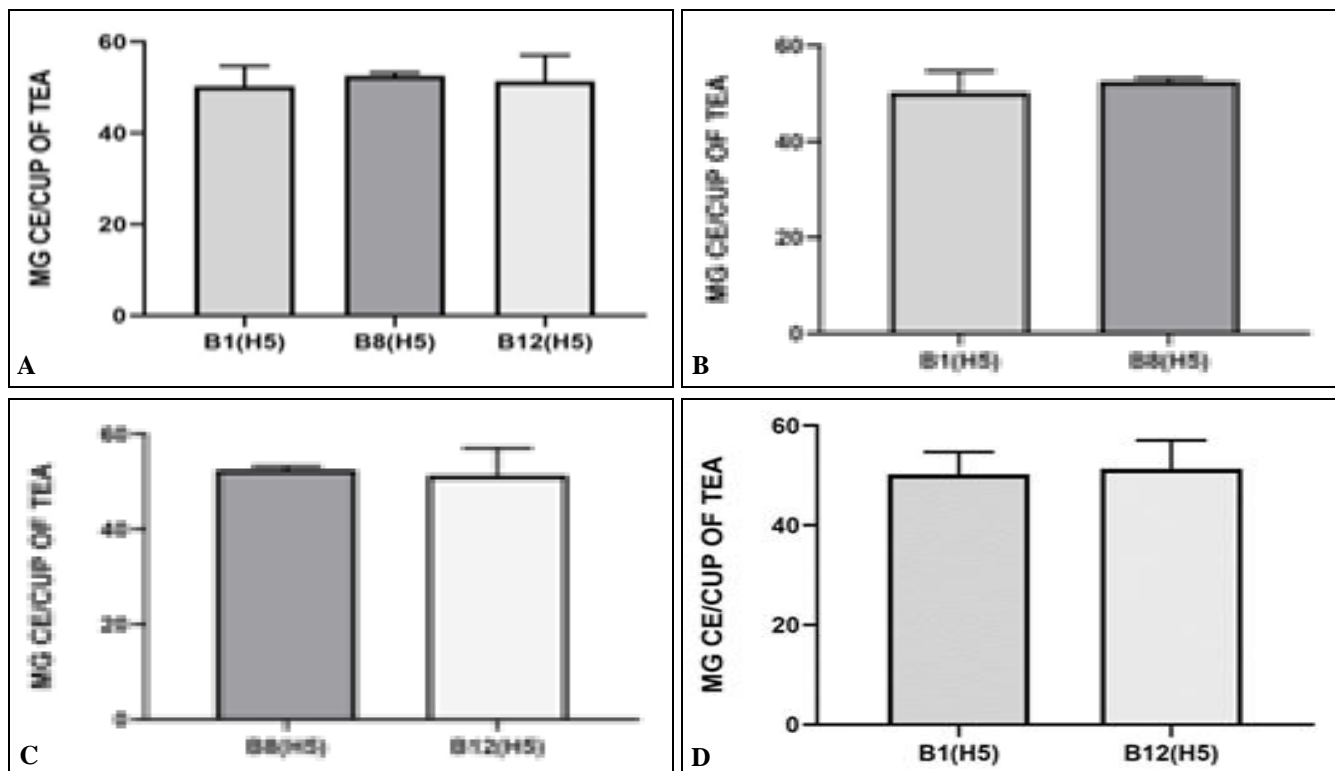 60
40
20
0
MG CE/CUP OF TEA
B1(H5) B8(H5) B12(H5)
A
60
40
20
0
MG CE/CUP OF TEA
B1(H5) B8(H5)
B
60
40
20
0
MG CE/CUP OF TEA
B8(H5) B12(H5)
C
60
40
20
0
MG CE/CUP OF TEA
B1(H5) B12(H5)
D